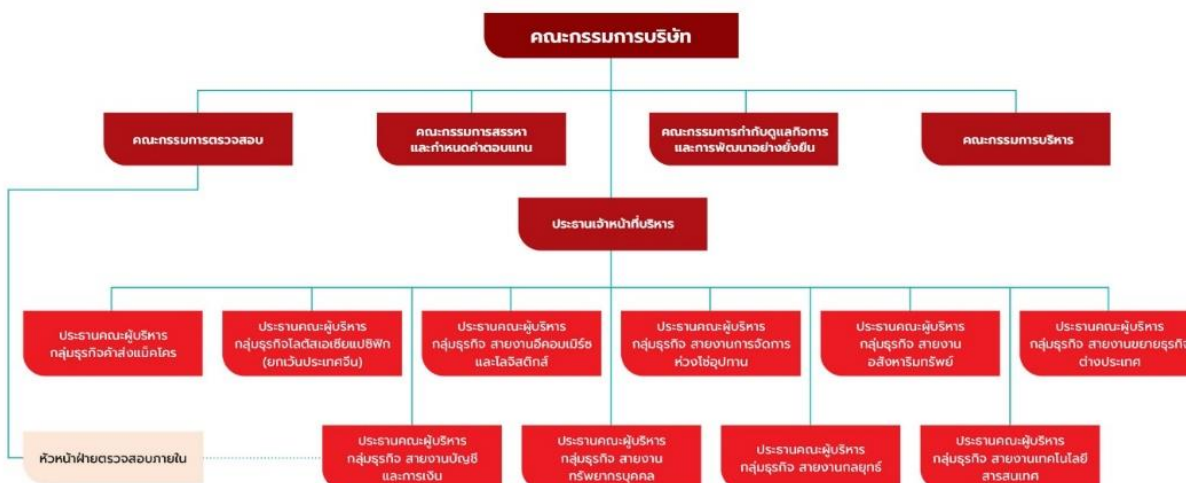 คณะกรรมการบริษัท
คณะกรรมการตรวจสอบ
คณะกรรมการสรรหา
และกำหนดค่าตอบแทน
คณะกรรมการกำกับดูแลกิจการ
และการพัฒนาอย่างยั่งยืน
คณะกรรมการบริหาร
ประธานเจ้าหน้าที่บริหาร
ประธานคณะผู้บริหาร
กลุ่มธุรกิจค้าส่งแม็คโคร
ประธานคณะผู้บริหาร
กลุ่มธุรกิจโลตัสเอเชียแปซิฟิก
(ยกเว้นประเทศจีน)
ประธานคณะผู้บริหาร
กลุ่มธุรกิจ สายงานอีคอมเมิร์ซ
และโลจิสติกส์
ประธานคณะผู้บริหาร
กลุ่มธุรกิจ สายงานการจัดการ
ห่วงโซ่อุปทาน
ประธานคณะผู้บริหาร
กลุ่มธุรกิจ สายงาน
อสังหาริมทรัพย์
ประธานคณะผู้บริหาร
กลุ่มธุรกิจ สายงานขยายธุรกิจ
ต่างประเทศ
หัวหน้าฝ่ายตรวจสอบภายใน
ประธานคณะผู้บริหาร
กลุ่มธุรกิจ สายงานบัญชี
และการเงิน
ประธานคณะผู้บริหาร
กลุ่มธุรกิจ สายงาน
ทรัพยากรบุคคล
ประธานคณะผู้บริหาร
กลุ่มธุรกิจ สายงานกลยุทธ์
ประธานคณะผู้บริหาร
กลุ่มธุรกิจ สายงานเทคโนโลยี
สารสนเทศ